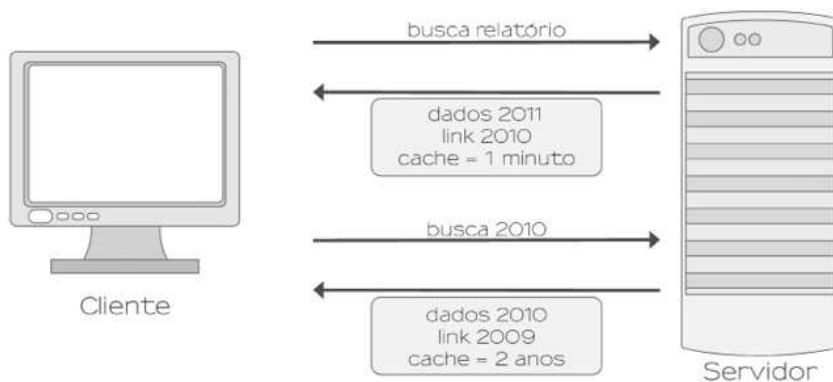 busca relatório
dados 2011
link 2010
cache = 1 minuto
busca 2010
dados 2010
link 2009
cache = 2 anos
Cliente
Servidor